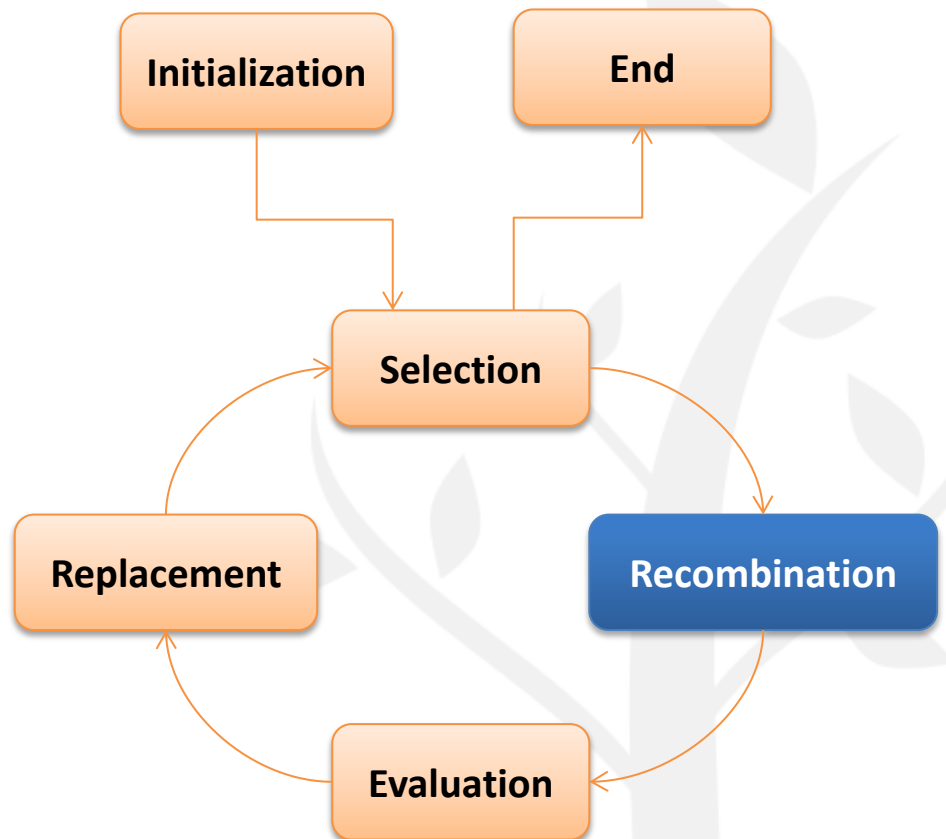 Initialization
End
Selection
Replacement
Recombination
Evaluation